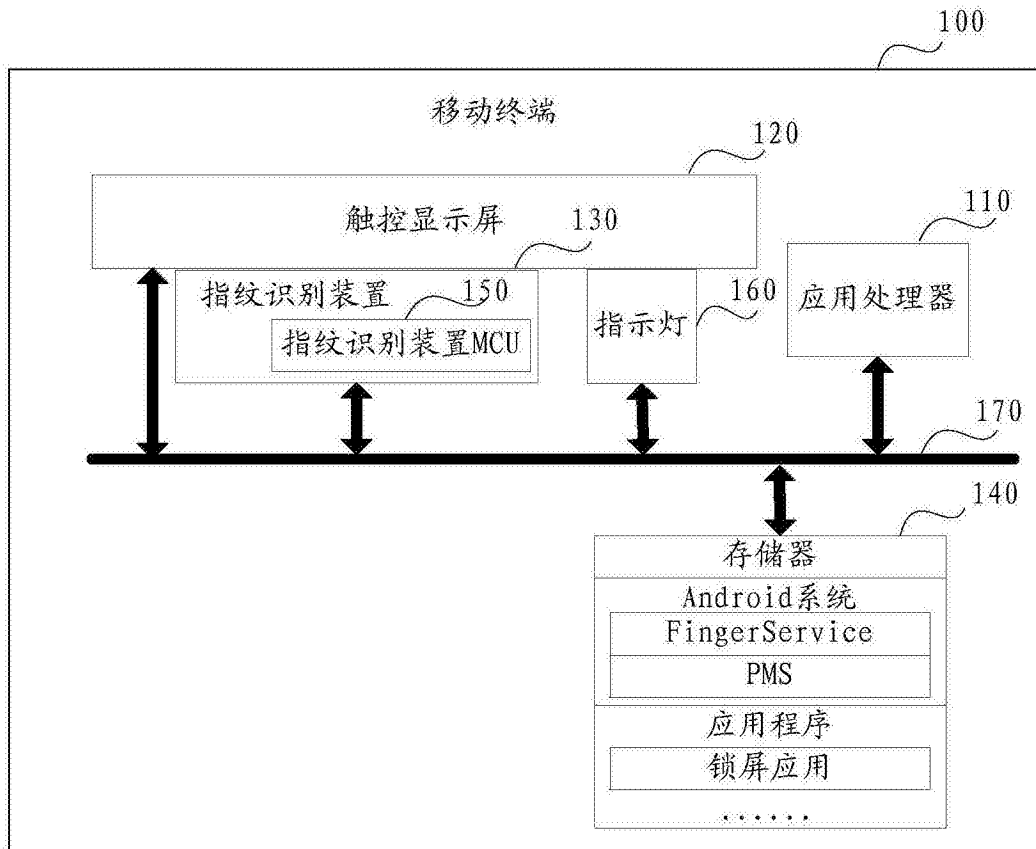 100
移动终端
120
触控显示屏
130
110
指纹识别装置
150
指纹识别装置MCU
指示灯
160
应用处理器
170
140
存储器
Android系统
FingerService
PMS
应用程序
锁屏应用
......